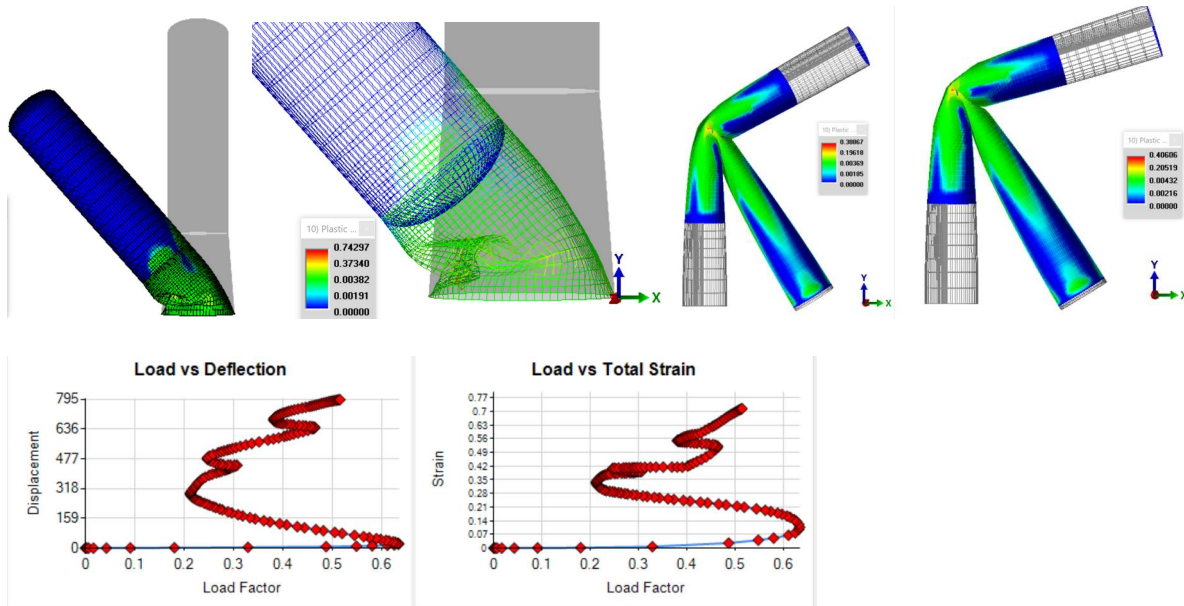 10) Plastic ...
0.74297
0.37340
0.00382
0.00191
0.00000
Y
X
10) Plastic ...
0.38867
0.19618
0.00369
0.00185
0.00000
Y
X
10) Plastic ...
0.40606
0.20519
0.00432
0.00216
0.00000
Y
X
Load vs Deflection
795
636
477
318
159
0
Displacement
0 0.1 0.2 0.3 0.4 0.5 0.6
Load Factor
Load vs Total Strain
0.77
0.7
0.63
0.56
0.49
0.42
0.35
0.28
0.21
0.14
0.07
0
Strain
0 0.1 0.2 0.3 0.4 0.5 0.6
Load Factor